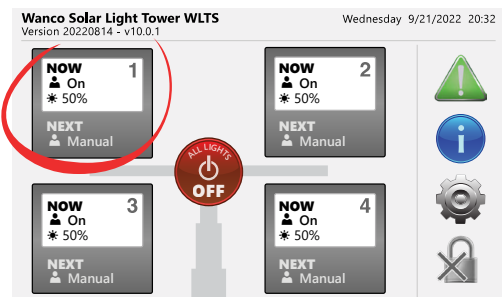 Wanco Solar Light Tower WLTS
Wednesday 9/21/2022 20:32
Version 20220814 - v10.0.1
NOW 1
On
50%
NEXT
Manual
NOW 2
On
50%
NEXT
Manual
ALL LIGHTS
OFF
NOW 3
On
50%
NEXT
Manual
NOW 4
On
50%
NEXT
Manual